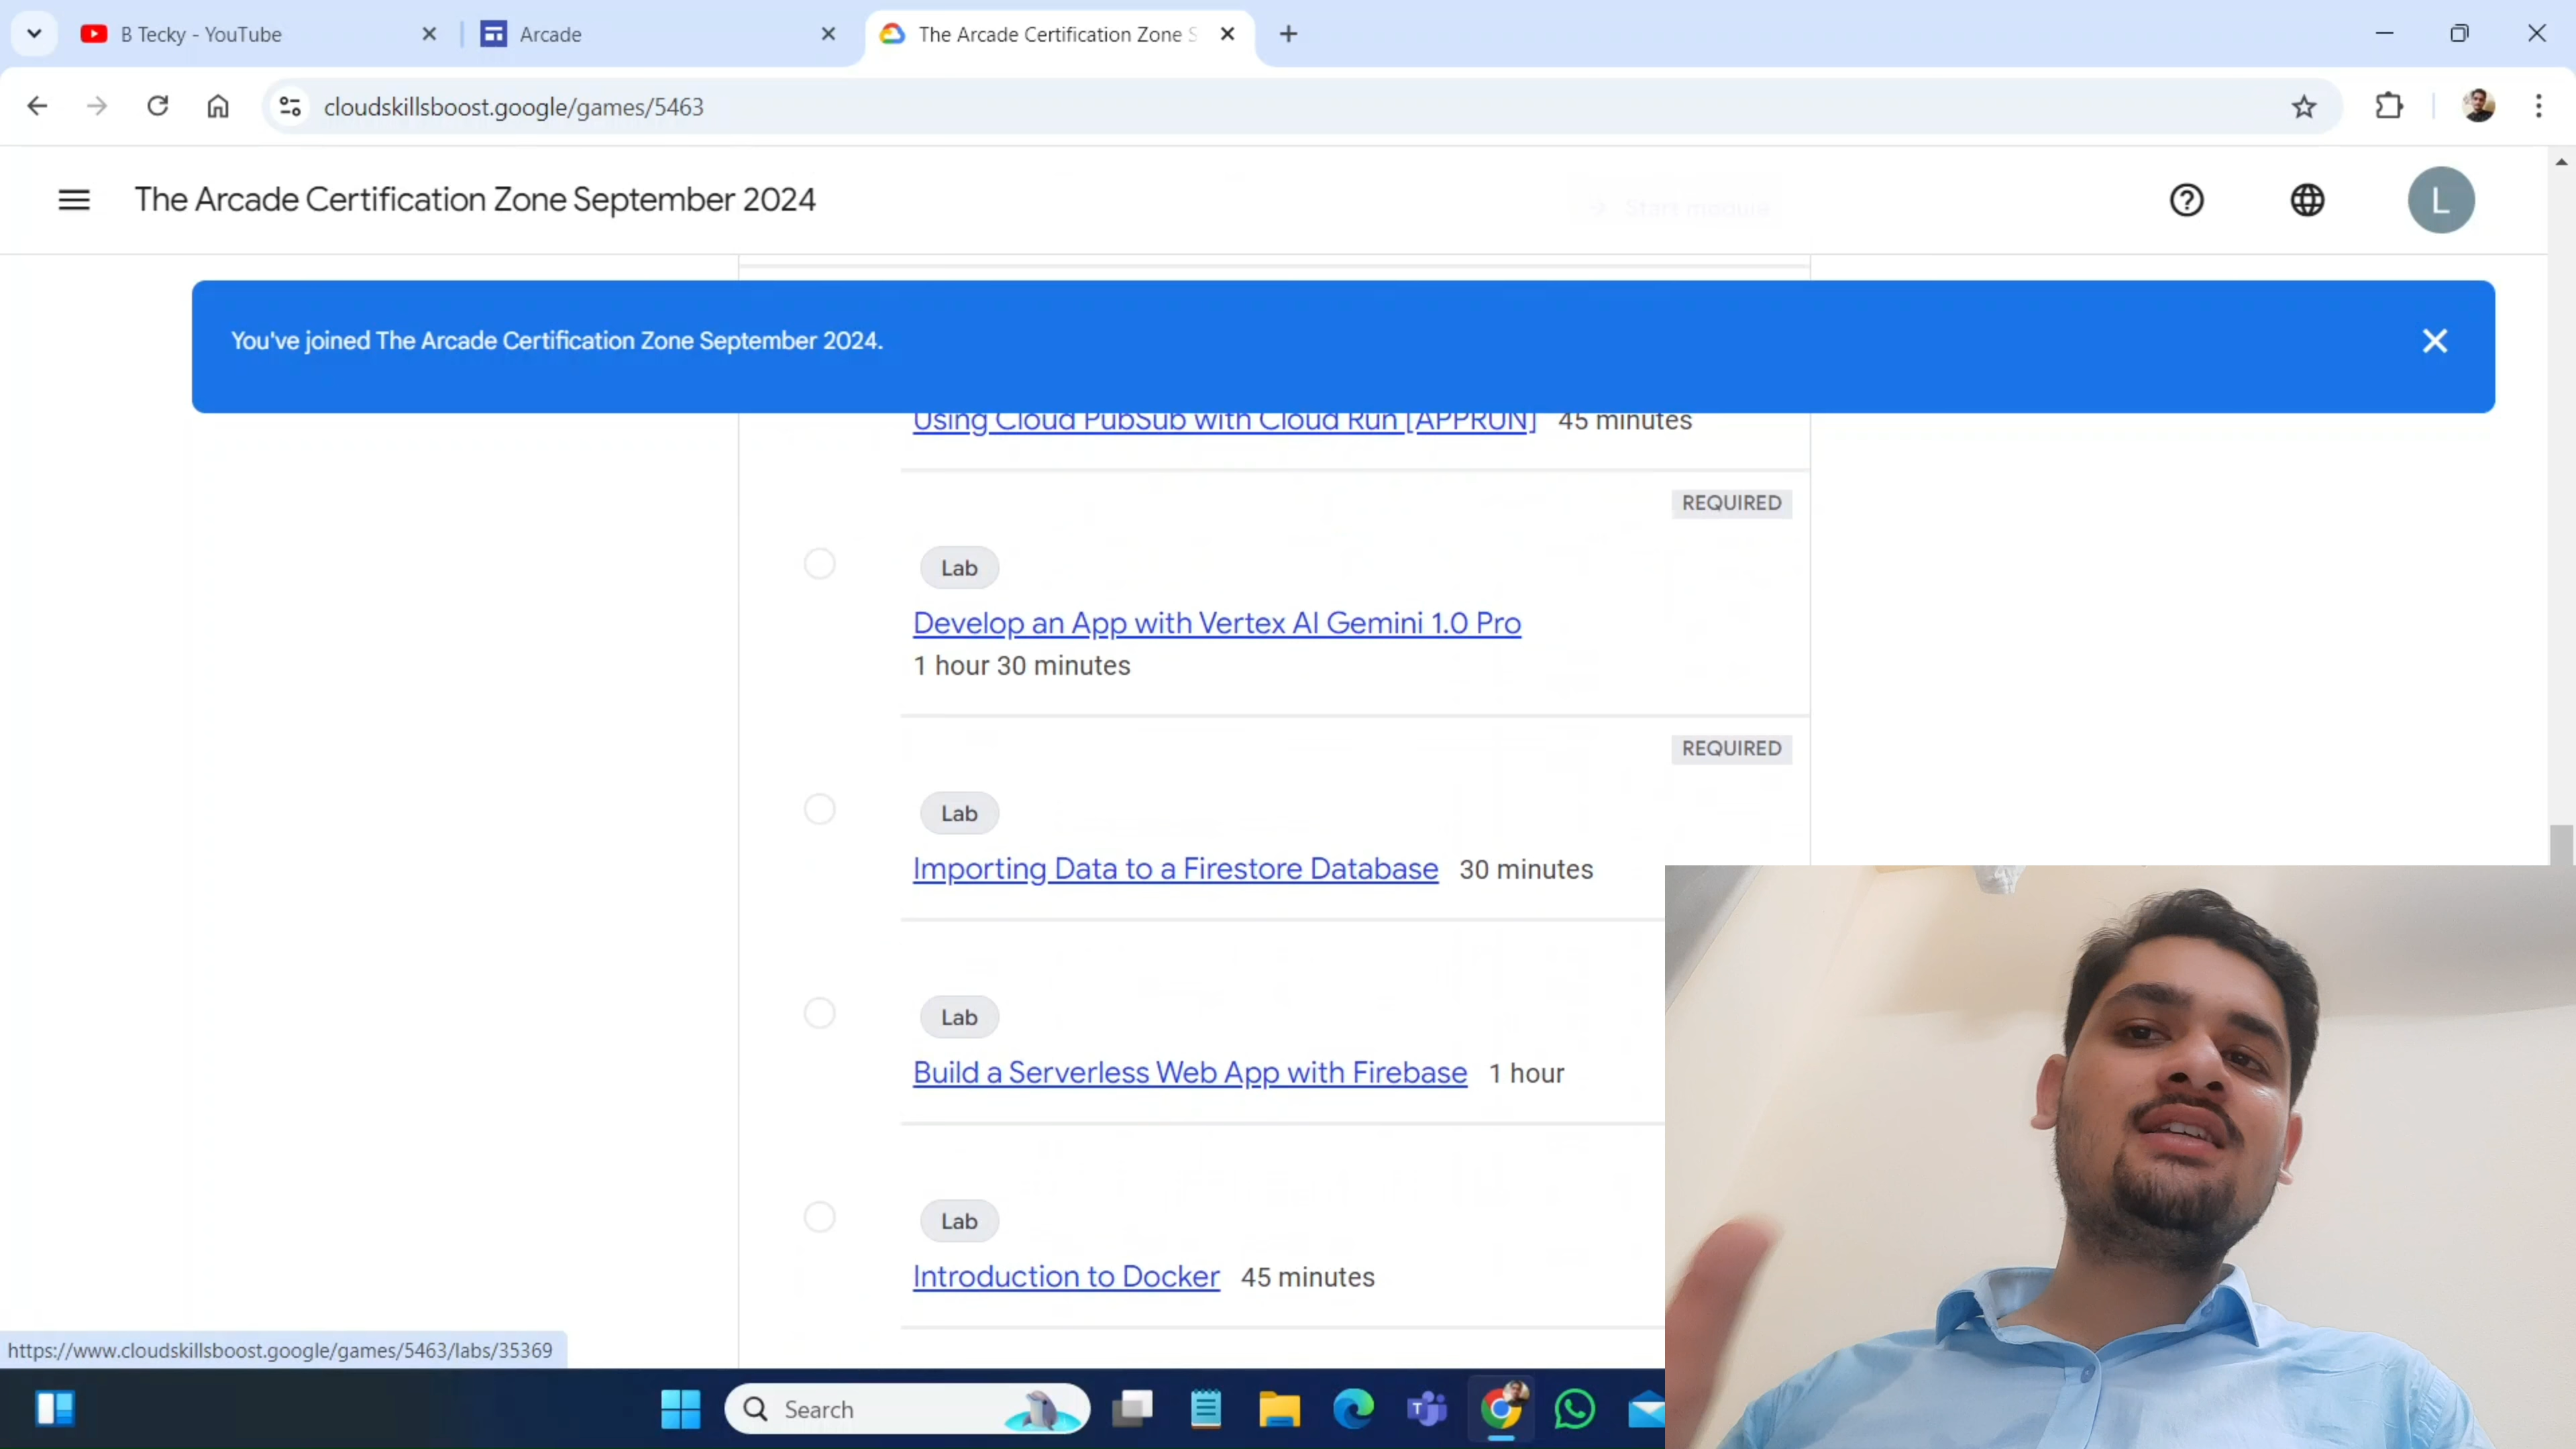 B Tecky - YouTube
Arcade
The Arcade Certification Zone S
cloudskillsboost.google/games/5463
The Arcade Certification Zone September 2024
Start module
L
You've joined The Arcade Certification Zone September 2024.
Using Cloud PubSub with Cloud Run [APPRUN] 45 minutes
REQUIRED
Lab
Develop an App with Vertex AI Gemini 1.0 Pro
1 hour 30 minutes
REQUIRED
Lab
Importing Data to a Firestore Database 30 minutes
Lab
Build a Serverless Web App with Firebase 1 hour
Lab
Introduction to Docker 45 minutes
https://www.cloudskillsboost.google/games/5463/labs/35369
Search